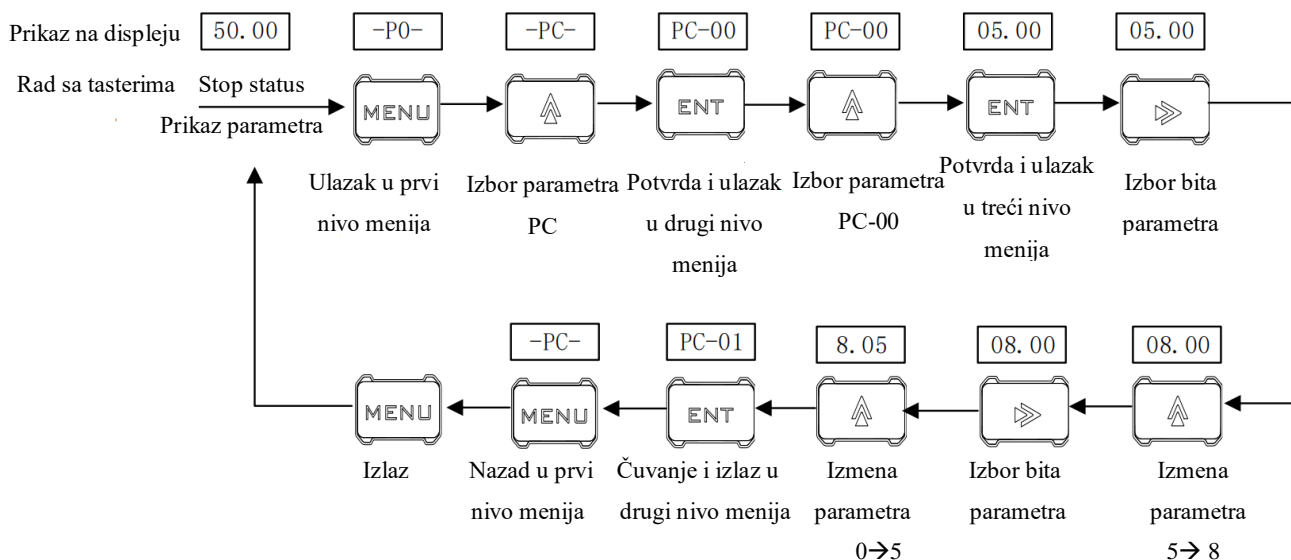 Prikaz na displeju
50.00
-P0-
-PC-
PC-00
PC-00
05.00
05.00
Rad sa tasterima
Stop status
Prikaz parametra
MENU
ENT
ENT
Ulazak u prvi
nivo menija
Izbor parametra
PC
Potvrda i ulazak
u drugi nivo
menija
Izbor parametra
PC-00
Potvrda i ulazak
u treći nivo
menija
Izbor bita
parametra
-PC-
PC-01
8.05
08.00
08.00
MENU
MENU
ENT
Izlaz
Nazad u prvi
nivo menija
Čuvanje i izlaz u
drugi nivo menija
Izmena
parametra
0→5
Izbor bita
parametra
Izmena
parametra
5→ 8